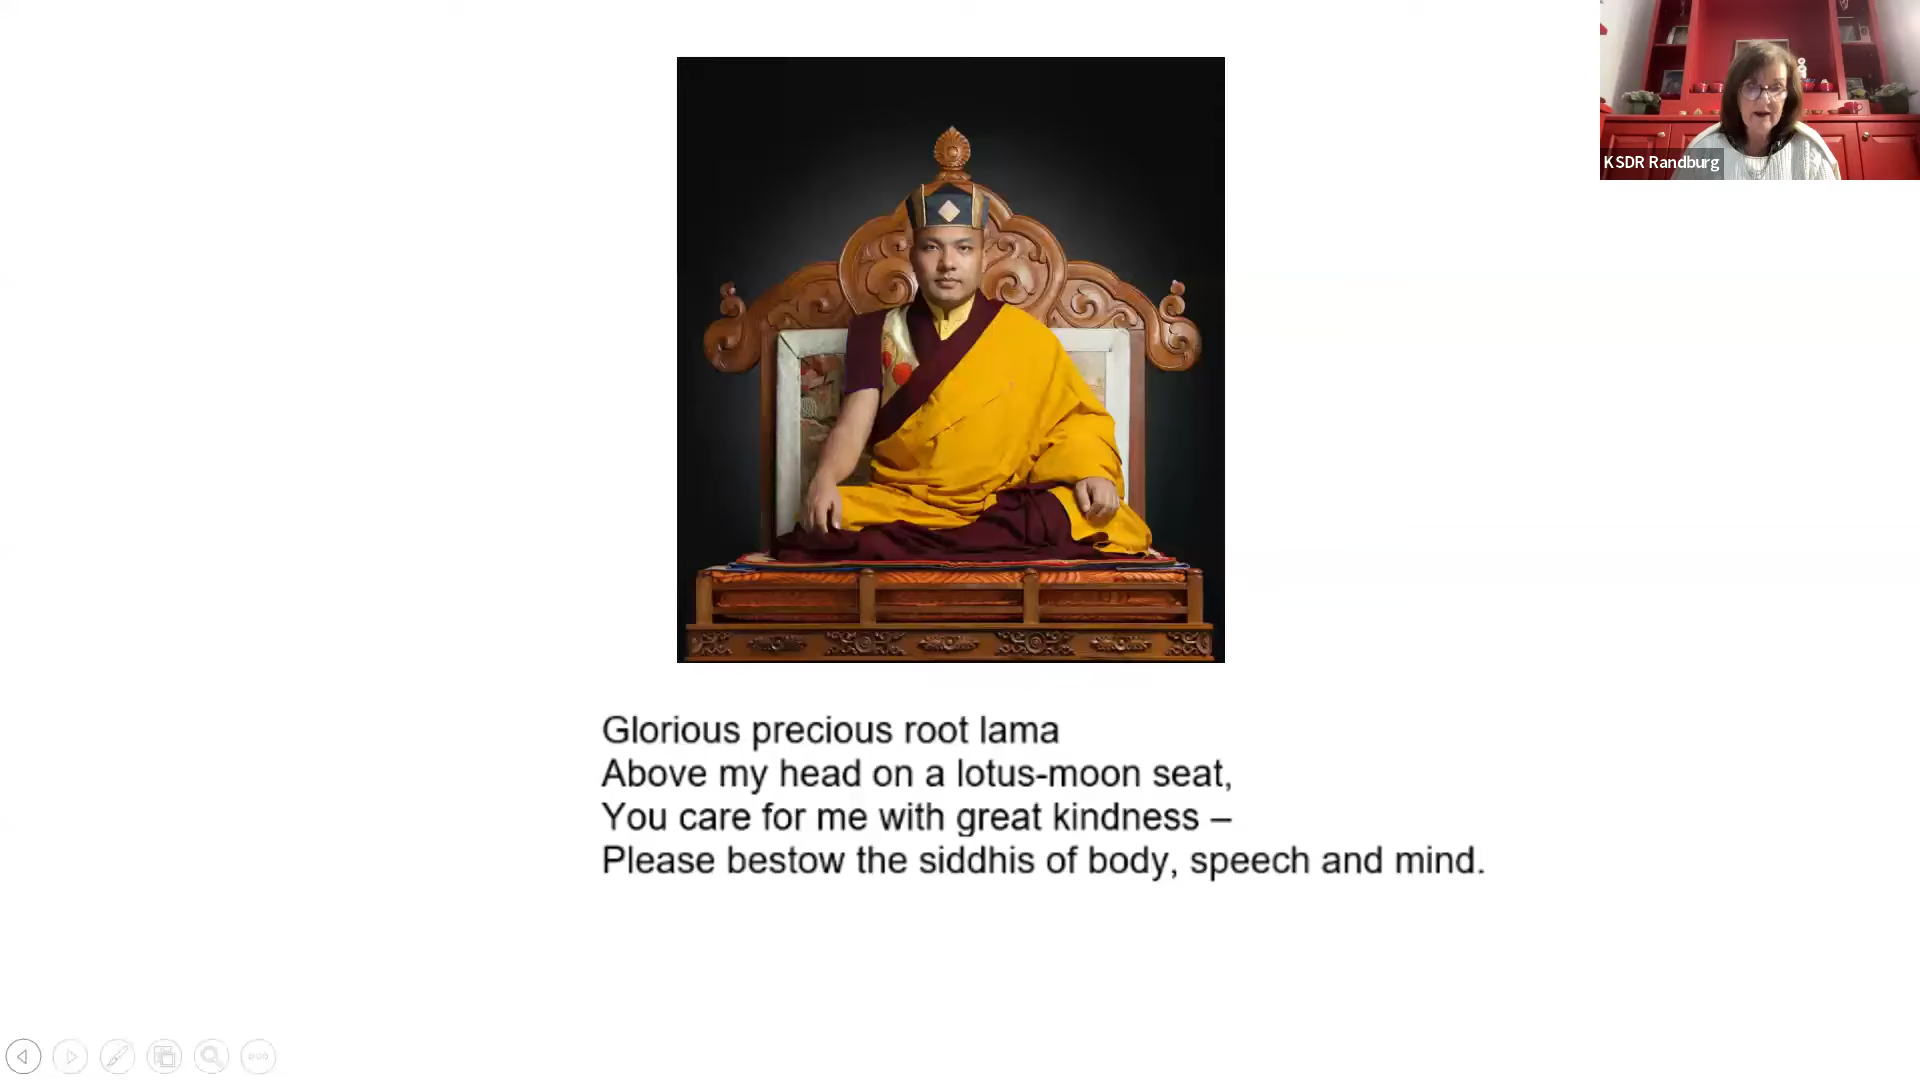 KSDR Randburg
Glorious precious root lama
Above my head on a lotus-moon seat,
You care for me with great kindness –
Please bestow the siddhis of body, speech and mind.